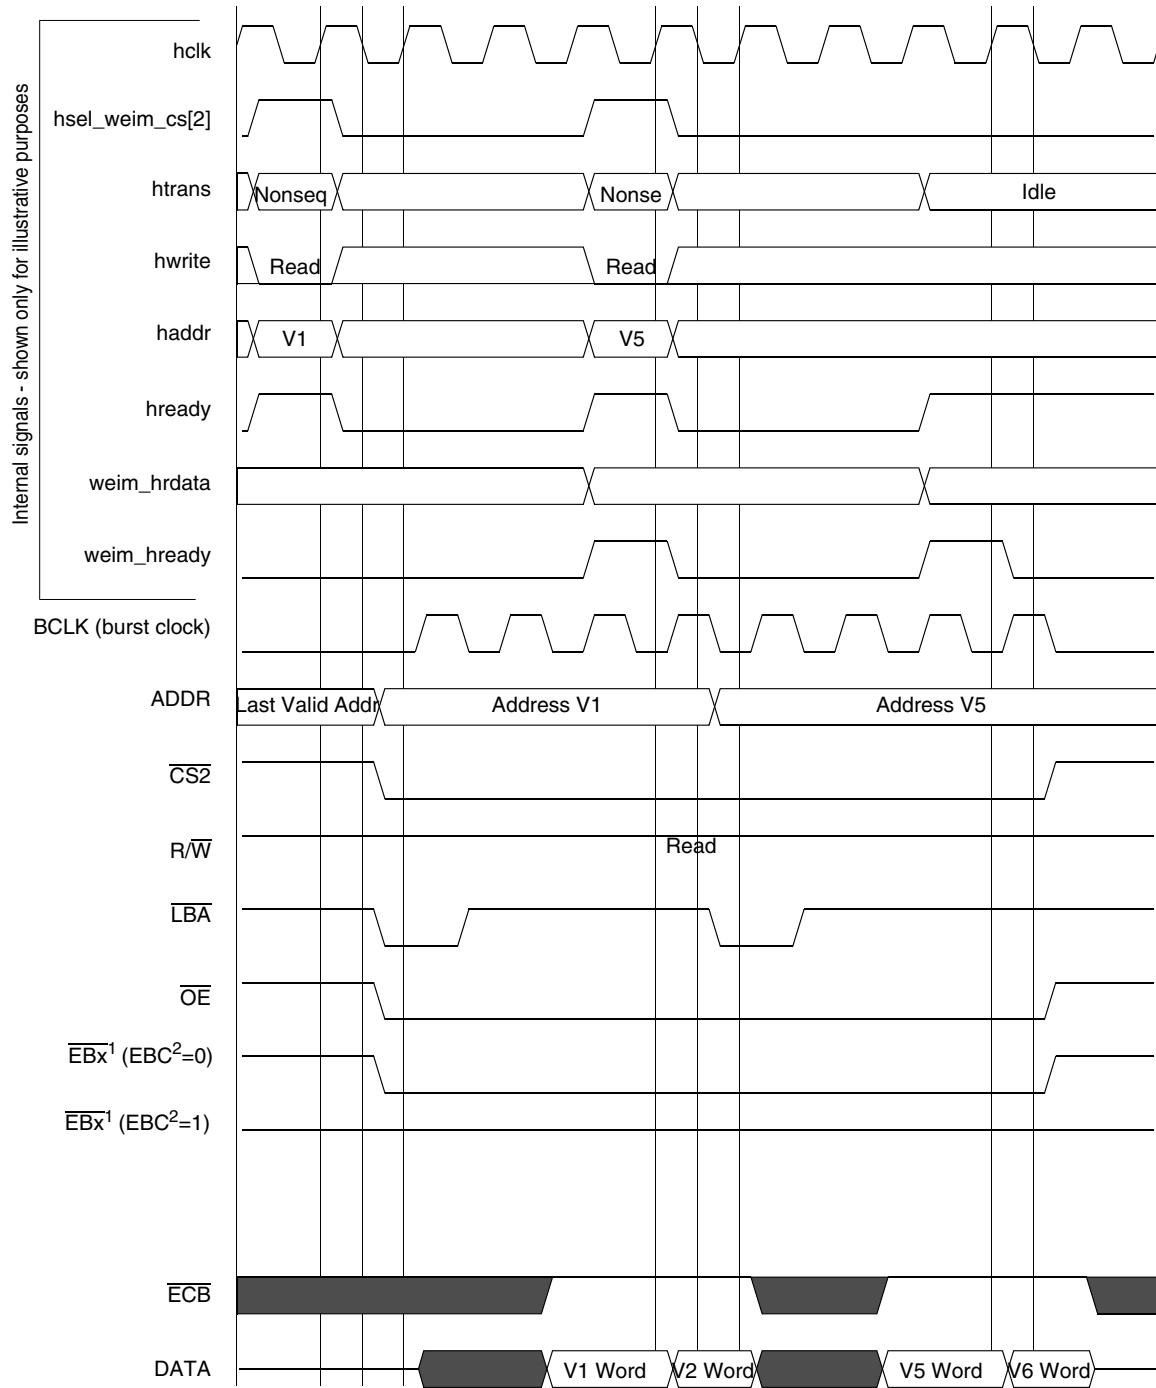 Internal signals - shown only for illustrative purposes
hclk
hsel_weim_cs[2]
htrans Nonseq Nonse Idle
hwrite Read Read
haddr V1 V5
hready
weim_hrdata
weim_hready
BCLK (burst clock)
ADDR Last Valid Addr Address V1 Address V5
CS2
R/W Read
LBA
OE
EBx1 (EBC2=0)
EBx1 (EBC2=1)
ECB
DATA V1 Word V2 Word V5 Word V6 Word